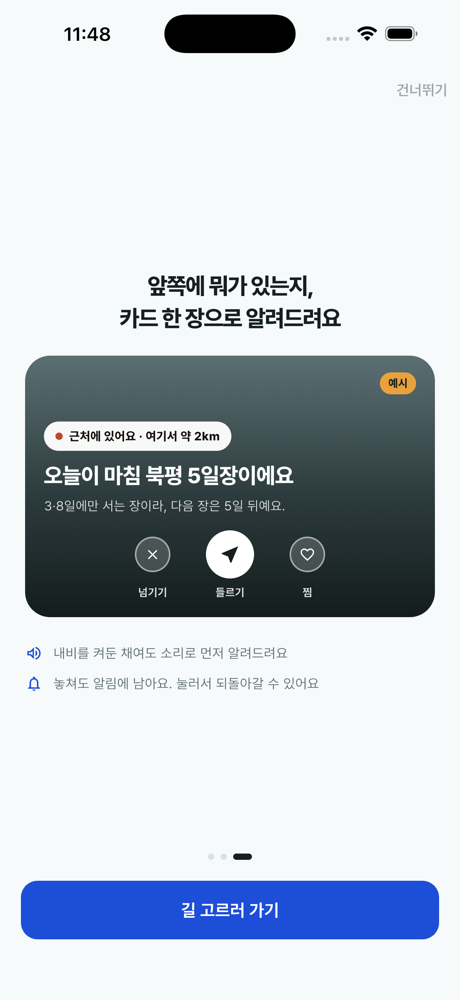 11:48
건너뛰기
앞쪽에 뭐가 있는지,
카드 한 장으로 알려드려요
예시
근처에 있어요 · 여기서 약 2km
오늘이 마침 북평 5일장이에요
3·8일에만 서는 장이라, 다음 장은 5일 뒤예요.
넘기기
들르기
찜
내비를 켜둔 채여도 소리로 먼저 알려드려요
놓쳐도 알림에 남아요. 눌러서 되돌아갈 수 있어요
길 고르러 가기